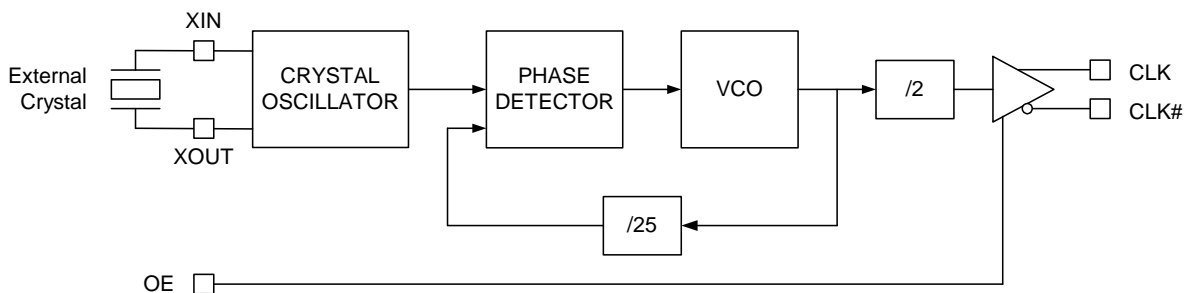 XIN
External
Crystal
XOUT
CRYSTAL
OSCILLATOR
PHASE
DETECTOR
VCO
/2
CLK
CLK#
/25
OE